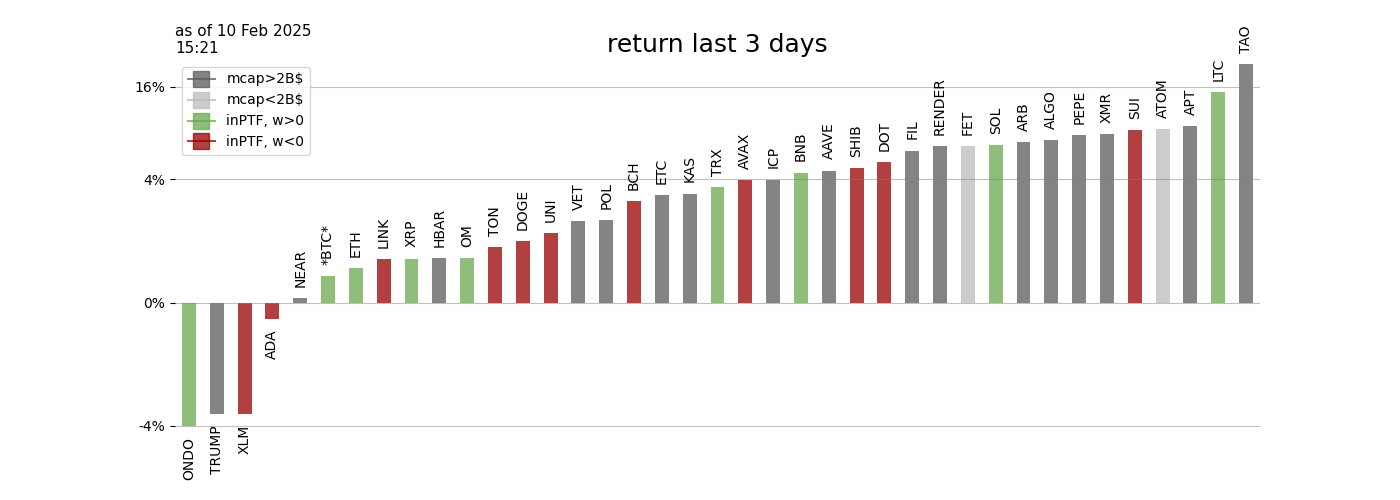 as of 10 Feb 2025
15:21
return last 3 days
mcap>2B$
mcap<2B$
inPTF, w>0
inPTF, w<0
16%
4%
0%
-4%
ONDO
TRUMP
XLM
ADA
NEAR
*BTC*
ETH
LINK
XRP
HBAR
OM
TON
DOGE
UNI
VET
POL
BCH
ETC
KAS
TRX
AVAX
ICP
BNB
AAVE
SHIB
DOT
FIL
RENDER
FET
SOL
ARB
ALGO
PEPE
XMR
SUI
ATOM
APT
LTC
TAO